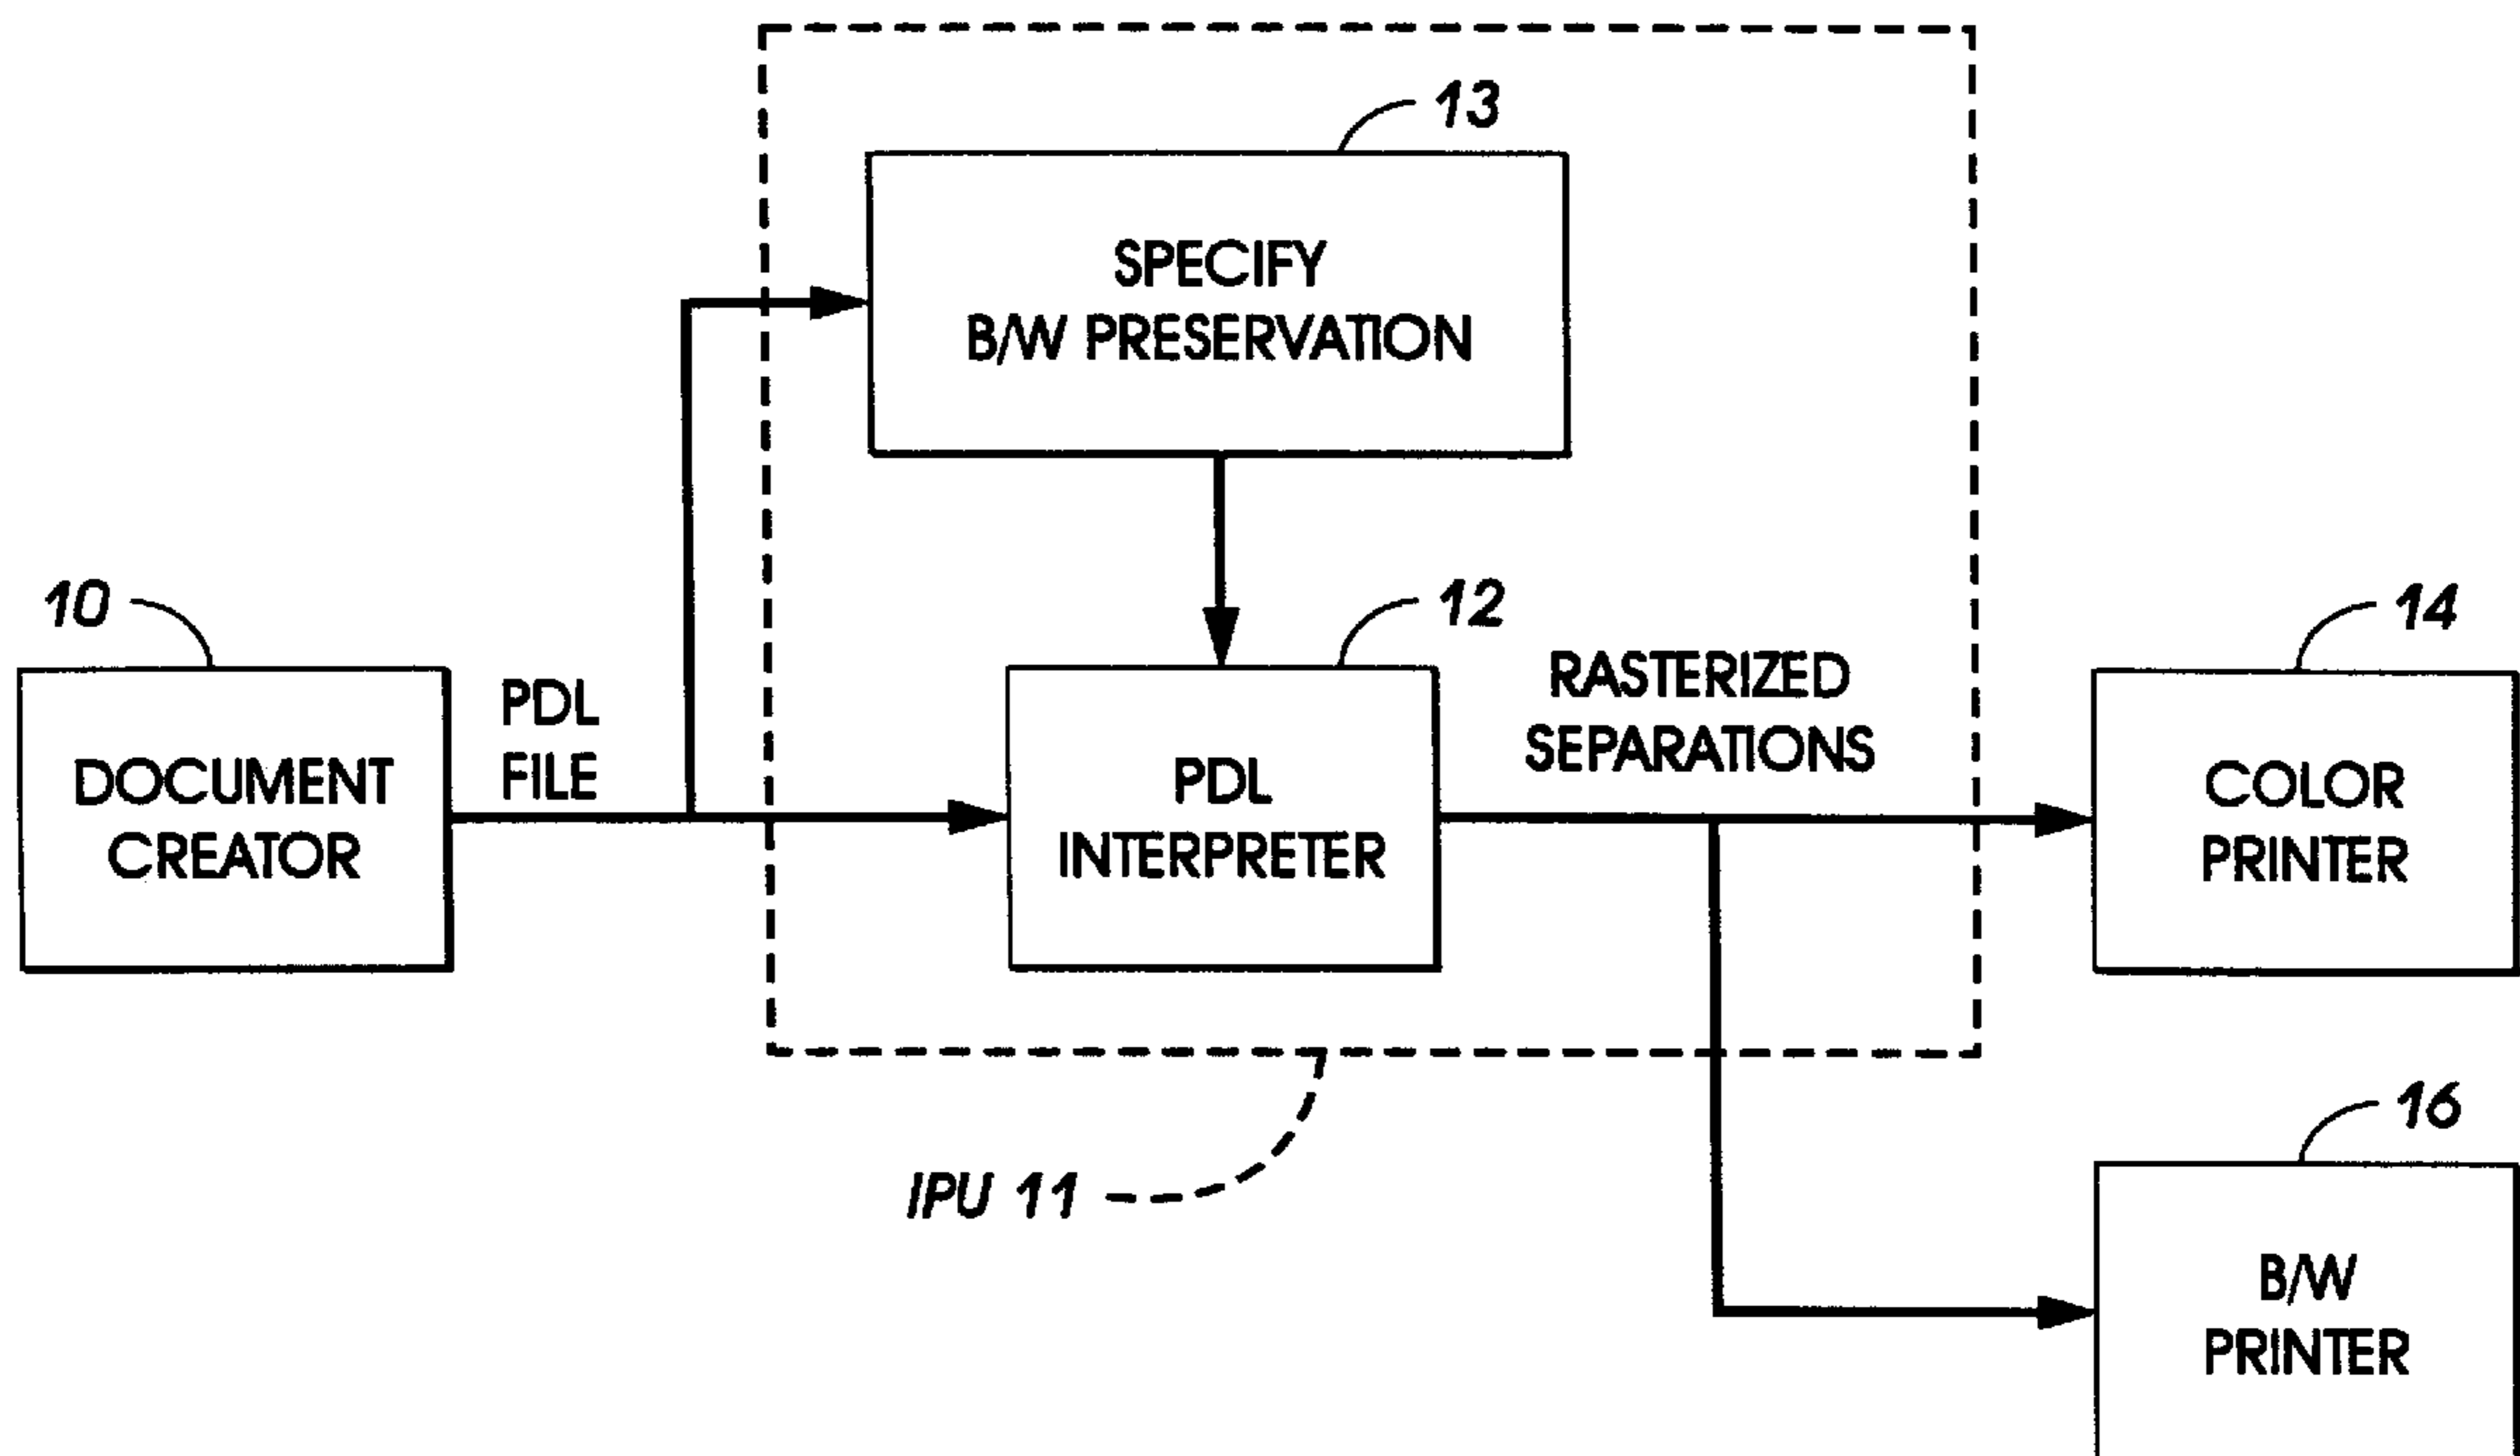 13
SPECIFY
B/W PRESERVATION
10
12
14
PDL
FILE
RASTERIZED
SEPARATIONS
DOCUMENT
CREATOR
PDL
INTERPRETER
COLOR
PRINTER
16
IPU 11
B/W
PRINTER